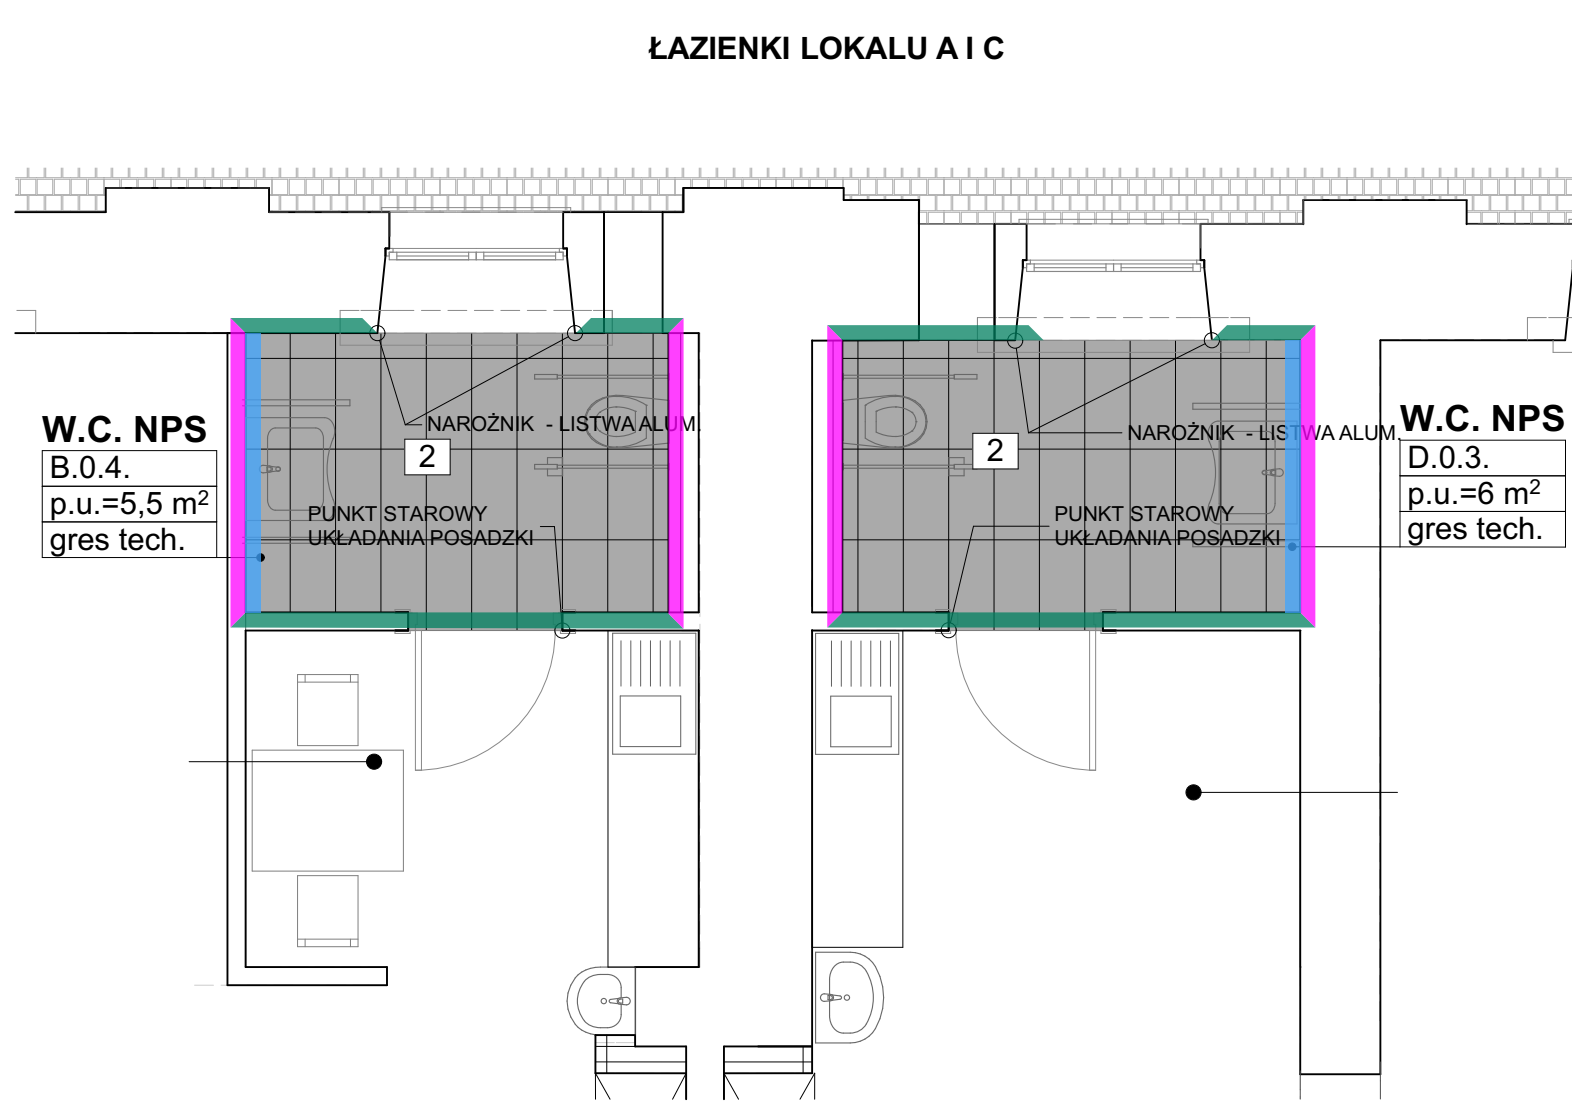 ŁAZIENKI LOKALU A I C
W.C. NPS
B.0.4.
p.u.=5,5 m²
gres tech.
NAROŻNIK - LISTWA ALUM.
2
PUNKT STAROWY
UKŁADANIA POSADZKI
NAROŻNIK - LISTWA ALUM.
2
PUNKT STAROWY
UKŁADANIA POSADZKI
W.C. NPS
D.0.3.
p.u.=6 m²
gres tech.